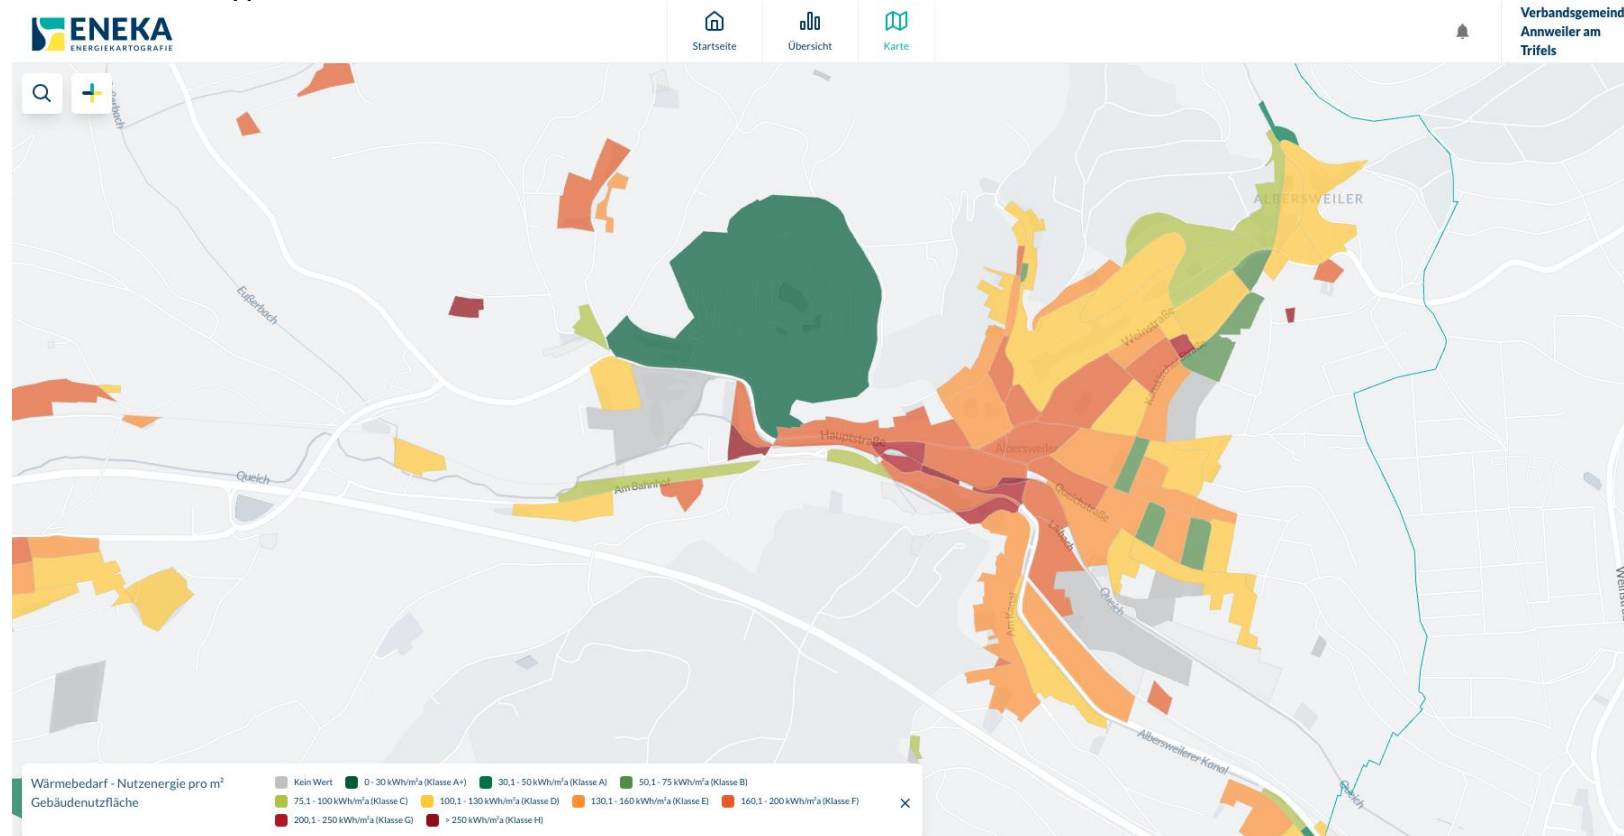 ENEKA
ENERGIEKARTOGRAFIE
Startseite
Übersicht
Karte
Verbandsgemeind
Annweiler am
Trifels
ALBERSWEILER
Eußerbach
Weinstraße
Hauptstraße
Albersweiler
Queich
Am Bahnhof
Queichstraße
Am Kanal
Queich
Albersweilerer Kanal
Queich
Wärmebedarf - Nutzenergie pro m²
Gebäudenutzfläche
Kein Wert
0 - 30 kWh/m²a (Klasse A+)
30,1 - 50 kWh/m²a (Klasse A)
50,1 - 75 kWh/m²a (Klasse B)
75,1 - 100 kWh/m²a (Klasse C)
100,1 - 130 kWh/m²a (Klasse D)
130,1 - 160 kWh/m²a (Klasse E)
160,1 - 200 kWh/m²a (Klasse F)
200,1 - 250 kWh/m²a (Klasse G)
> 250 kWh/m²a (Klasse H)